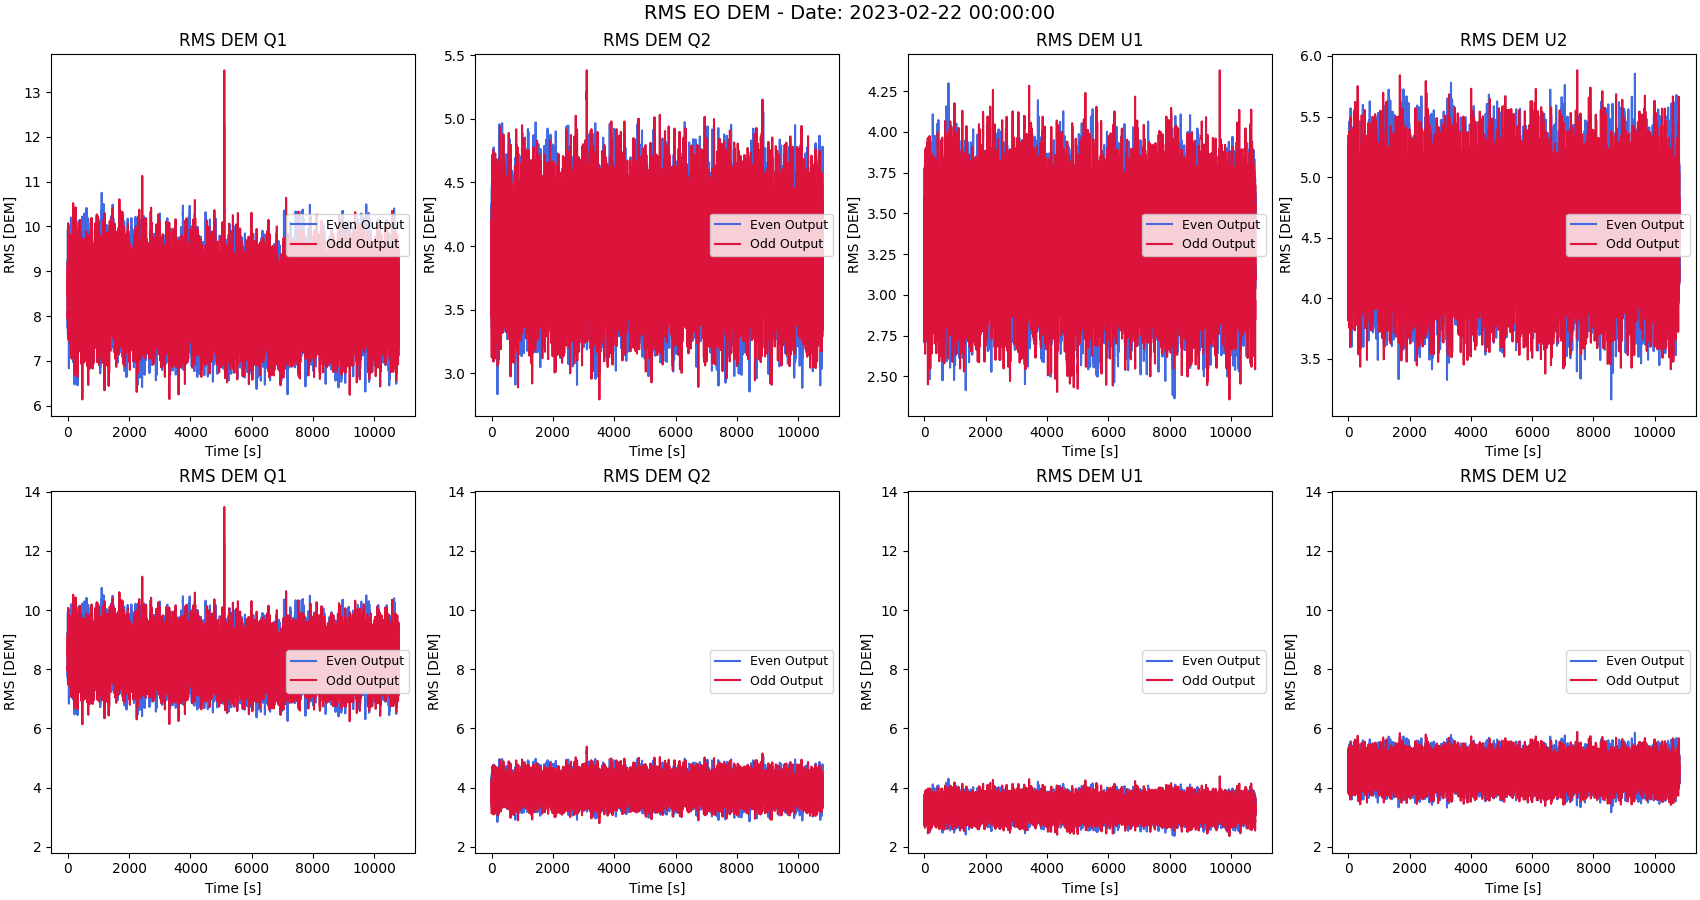 RMS EO DEM - Date: 2023-02-22 00:00:00
RMS DEM Q1
RMS [DEM]
13
12
11
10
9
8
7
6
Even Output
Odd Output
0 2000 4000 6000 8000 10000
Time [s]
RMS DEM Q2
RMS [DEM]
5.5
5.0
4.5
4.0
3.5
3.0
Even Output
Odd Output
0 2000 4000 6000 8000 10000
Time [s]
RMS DEM U1
RMS [DEM]
4.25
4.00
3.75
3.50
3.25
3.00
2.75
2.50
Even Output
Odd Output
0 2000 4000 6000 8000 10000
Time [s]
RMS DEM U2
RMS [DEM]
6.0
5.5
5.0
4.5
4.0
3.5
Even Output
Odd Output
0 2000 4000 6000 8000 10000
Time [s]
RMS DEM Q1
RMS [DEM]
14
12
10
8
6
4
2
Even Output
Odd Output
0 2000 4000 6000 8000 10000
Time [s]
RMS DEM Q2
RMS [DEM]
14
12
10
8
6
4
2
Even Output
Odd Output
0 2000 4000 6000 8000 10000
Time [s]
RMS DEM U1
RMS [DEM]
14
12
10
8
6
4
2
Even Output
Odd Output
0 2000 4000 6000 8000 10000
Time [s]
RMS DEM U2
RMS [DEM]
14
12
10
8
6
4
2
Even Output
Odd Output
0 2000 4000 6000 8000 10000
Time [s]